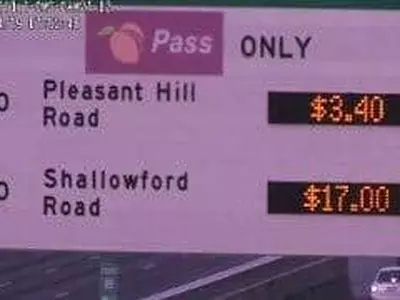 Pass ONLY
Pleasant Hill
Road
$3.40
Shallowford
Road
$17.00